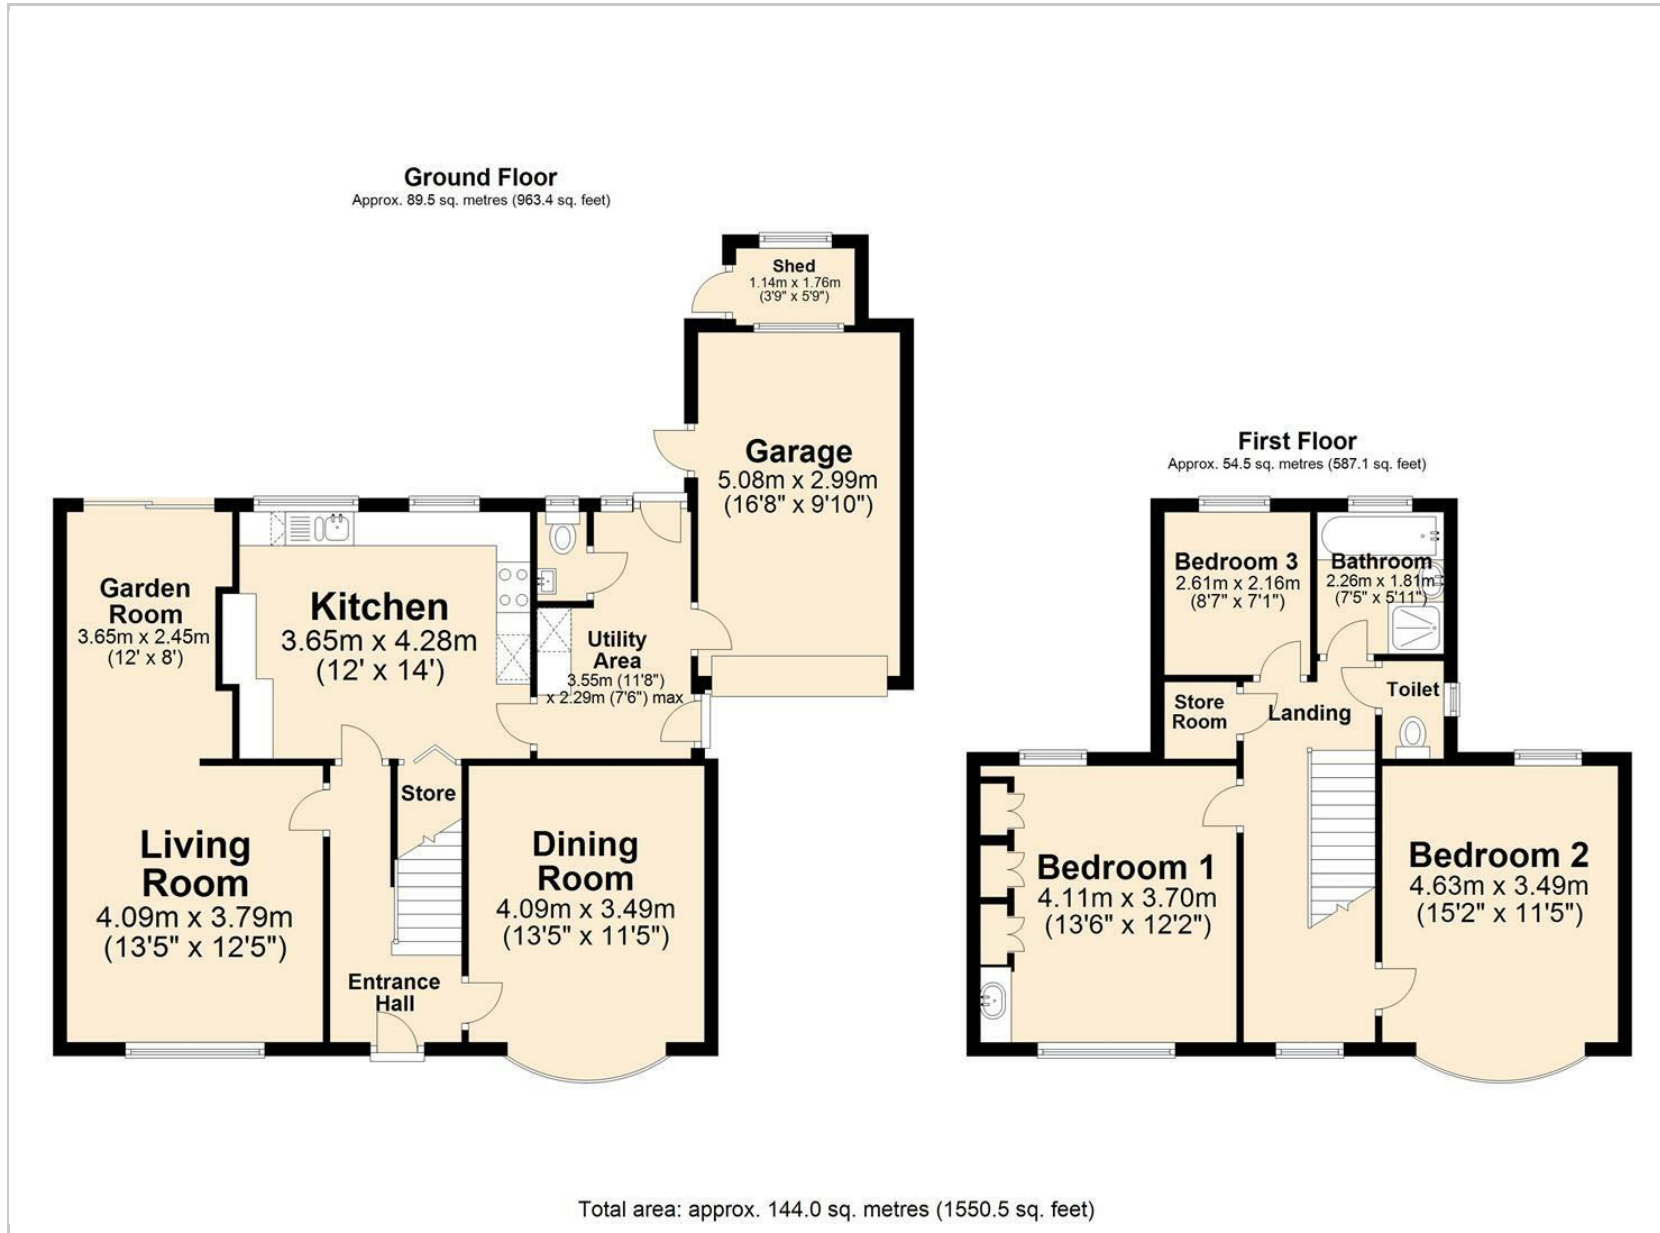 Ground Floor
Approx. 89.5 sq. metres (963.4 sq. feet)
Shed
1.14m x 1.76m
(3'9" x 5'9")
Garage
5.08m x 2.99m
(16'8" x 9'10")
Garden
Room
3.65m x 2.45m
(12' x 8')
Kitchen
3.65m x 4.28m
(12' x 14')
Utility
Area
3.55m (11'8")
x 2.29m (7'6") max
Store
Living
Room
4.09m x 3.79m
(13'5" x 12'5")
Dining
Room
4.09m x 3.49m
(13'5" x 11'5")
Entrance
Hall
First Floor
Approx. 54.5 sq. metres (587.1 sq. feet)
Bedroom 3
2.61m x 2.16m
(8'7" x 7'1")
Bathroom
2.26m x 1.81m
(7'5" x 5'11")
Store
Room
Landing
Toilet
Bedroom 1
4.11m x 3.70m
(13'6" x 12'2")
Bedroom 2
4.63m x 3.49m
(15'2" x 11'5")
Total area: approx. 144.0 sq. metres (1550.5 sq. feet)